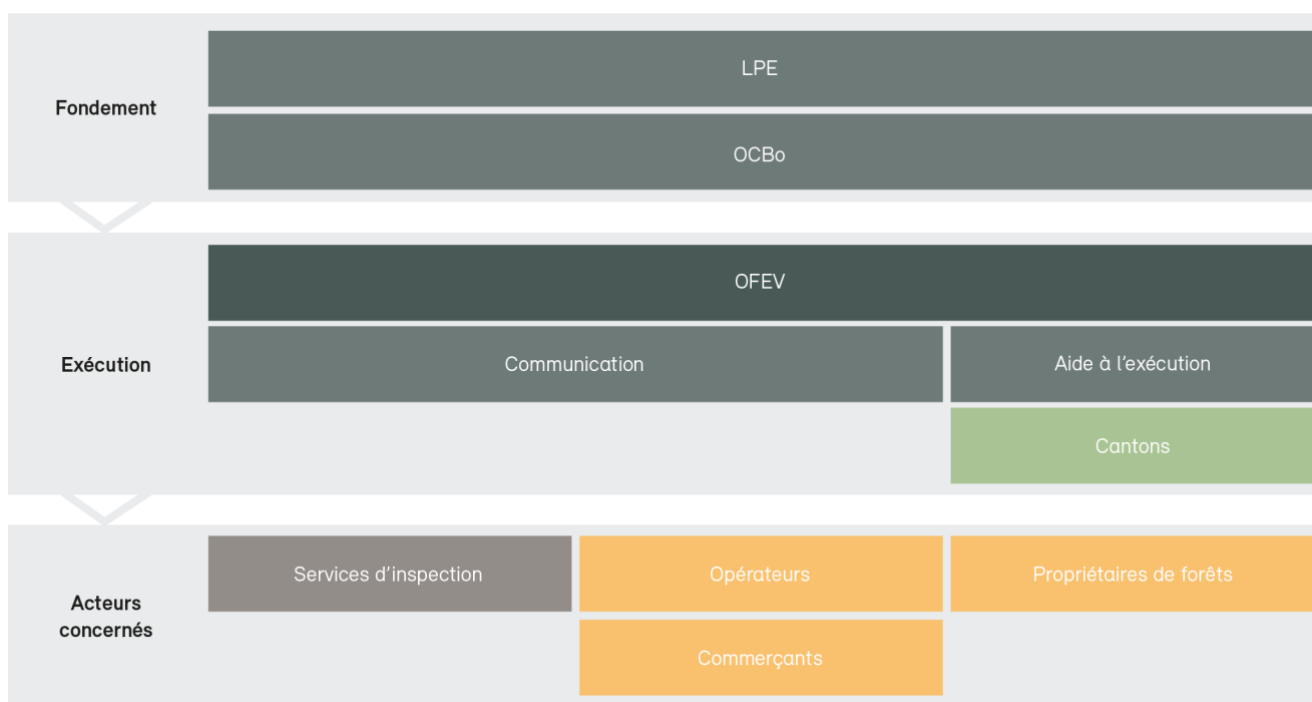 Fondement
LPE
OCBo
Exécution
OFEV
Communication
Aide à l'exécution
Cantons
Acteurs
concernés
Services d'inspection
Opérateurs
Propriétaires de forêts
Commerçants